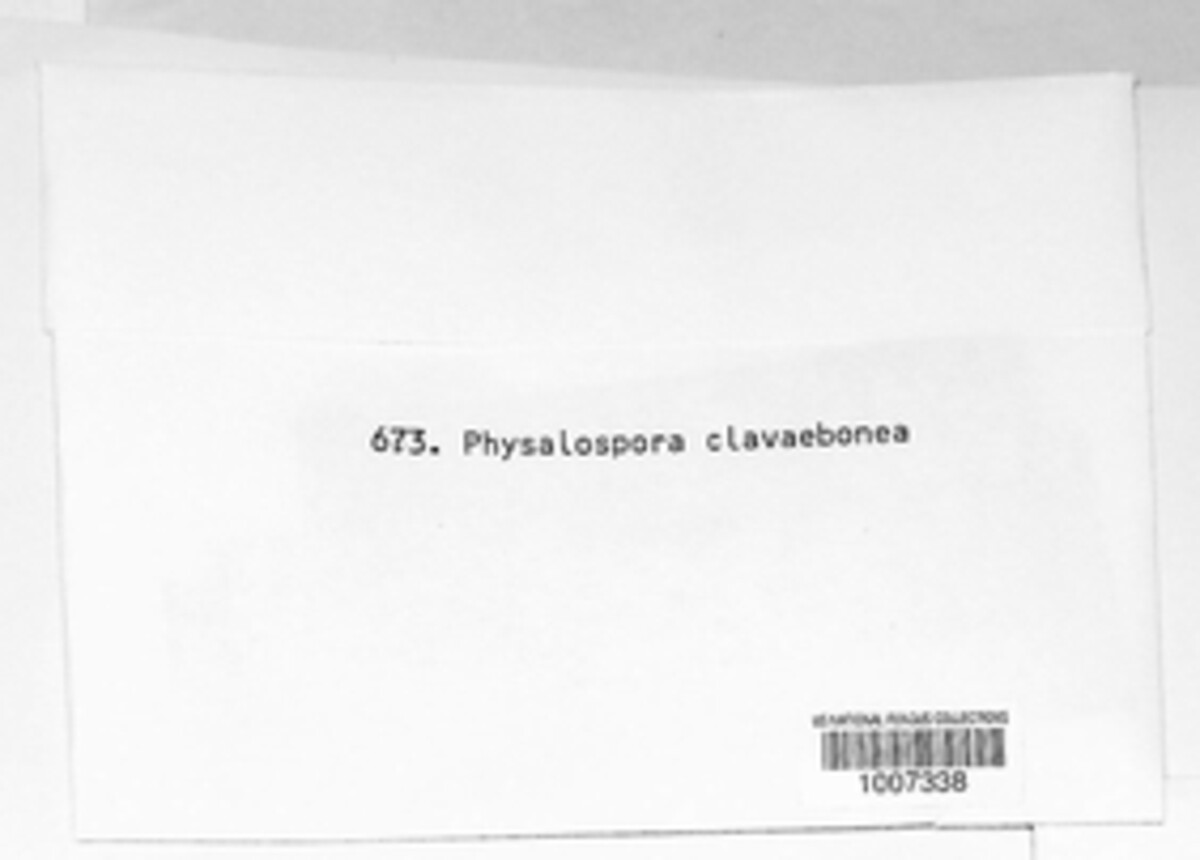 673. Physalospora clavaebonea
US NATIONAL FUNGUS COLLECTIONS
1007338